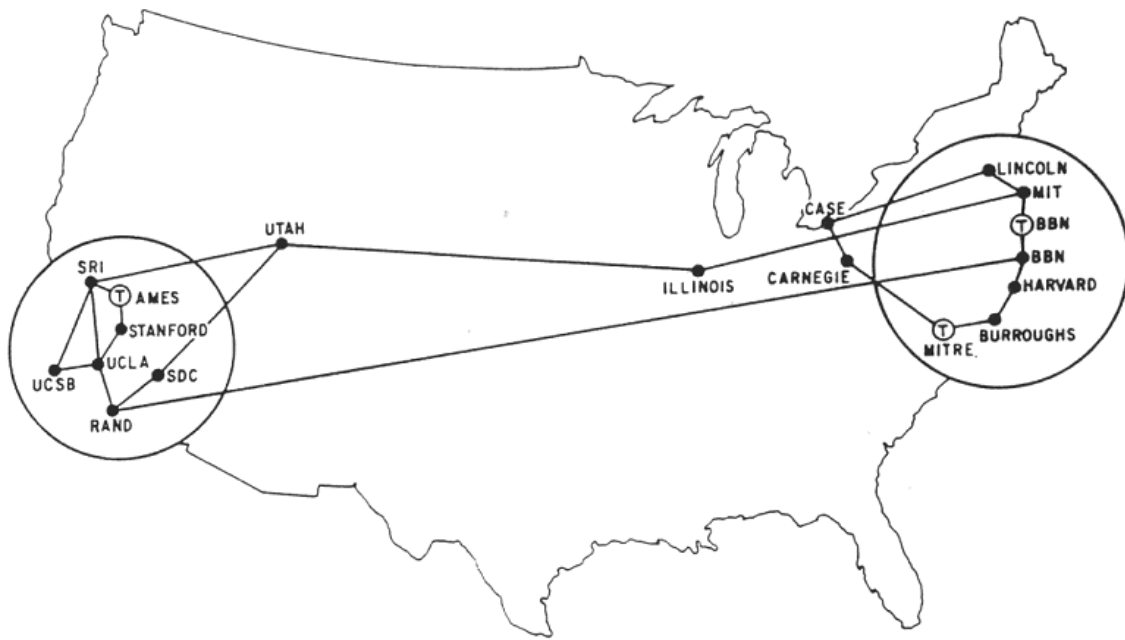 LINCOLN
MIT
CASE
T BBN
UTAH
BBN
SRI
CARNEGIE
ILLINOIS
HARVARD
T AMES
STANFORD
T
BURROUGHS
MITRE.
UCLA
SDC
UCSB
RAND